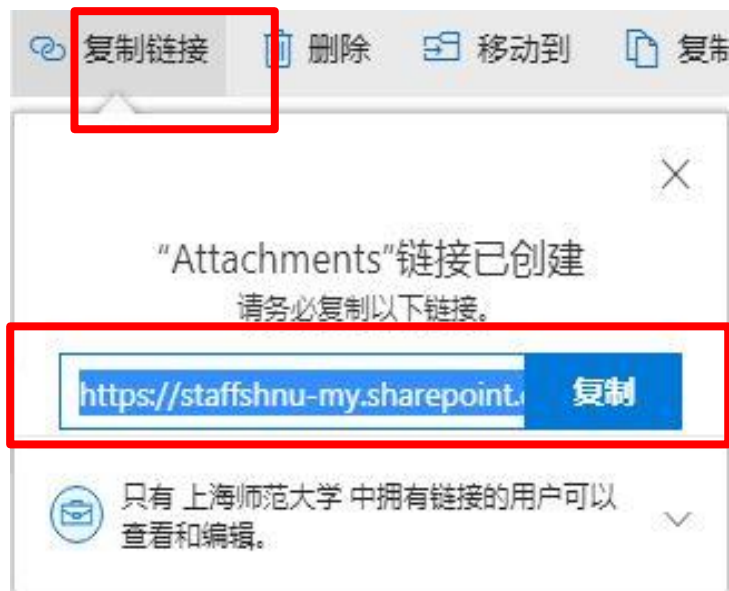 复制链接 删除 移动到 复制
"Attachments"链接已创建
请务必复制以下链接。
https://staffshnu-my.sharepoint. 复制
只有 上海师范大学 中拥有链接的用户可以
查看和编辑。